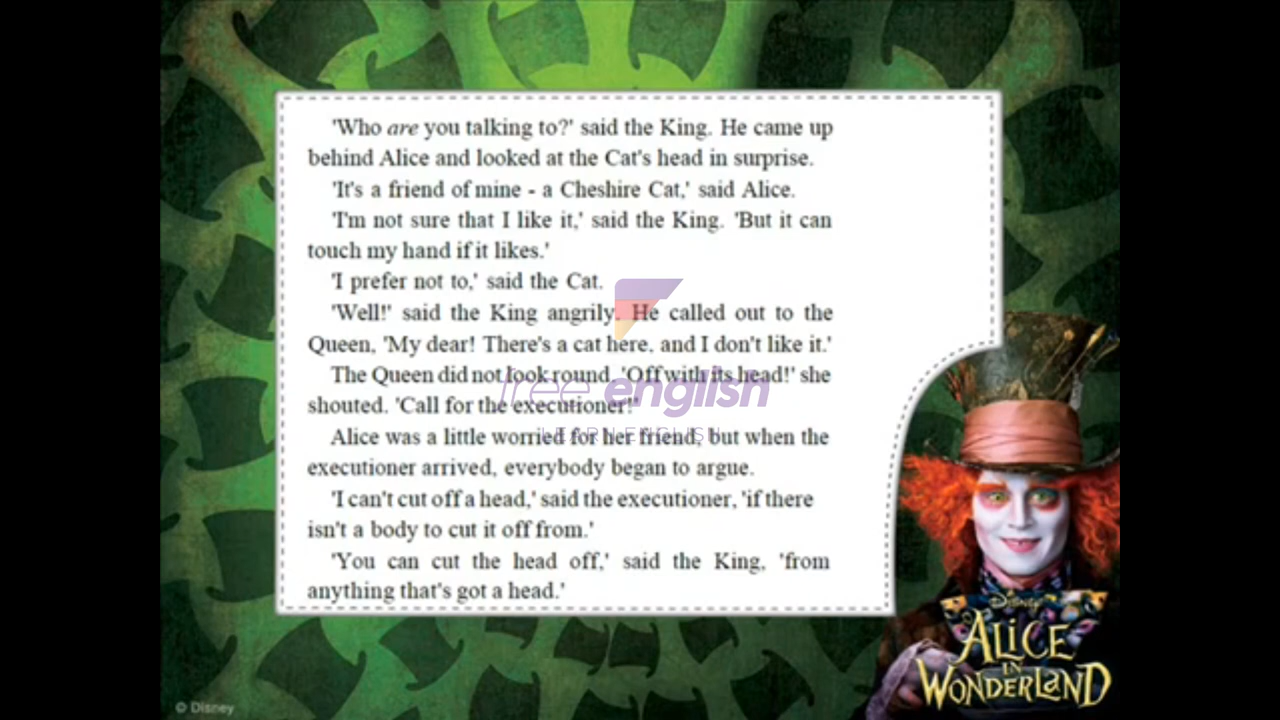 'Who are you talking to?' said the King. He came up
behind Alice and looked at the Cat's head in surprise.
'It's a friend of mine - a Cheshire Cat,' said Alice.
'I'm not sure that I like it,' said the King. 'But it can
touch my hand if it likes.'
'I prefer not to,' said the Cat.
'Well!' said the King angrily. He called out to the
Queen, 'My dear! There's a cat here, and I don't like it.'
The Queen did not look round. 'Off with its head!' she
shouted. 'Call for the executioner!'
free english
Alice was a little worried for her friend, but when the
LEARN ENGLISH
executioner arrived, everybody began to argue.
'I can't cut off a head,' said the executioner, 'if there
isn't a body to cut it off from.'
'You can cut the head off,' said the King, 'from
anything that's got a head.'
Disney
ALICE
IN
WONDERLAND
© Disney